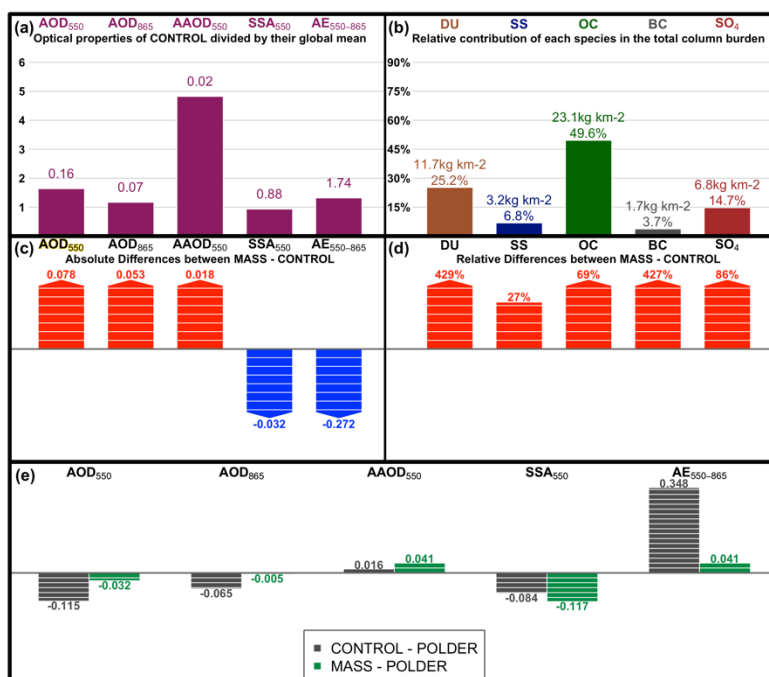 (a) AOD550 AOD865 AAOD550 SSA550 AE550–865
Optical properties of CONTROL divided by their global mean
6
5
4
3
2
1
0.16
0.07
0.02
0.88
1.74
(b) DU SS OC BC SO4
Relative contribution of each species in the total column burden
90%
75%
60%
45%
30%
15%
11.7kg km-2
25.2%
3.2kg km-2
6.8%
23.1kg km-2
49.6%
1.7kg km-2
3.7%
6.8kg km-2
14.7%
(c) AOD550 AOD865 AAOD550 SSA550 AE550–865
Absolute Differences between MASS - CONTROL
0.078 0.053 0.018
-0.032 -0.272
(d) DU SS OC BC SO4
Relative Differences between MASS - CONTROL
429% 27% 69% 427% 86%
(e) AOD550 AOD865 AAOD550 SSA550 AE550–865
-0.115 -0.032 -0.065 -0.005 0.016 0.041 -0.084 -0.117 0.348 0.041
CONTROL - POLDER
MASS - POLDER